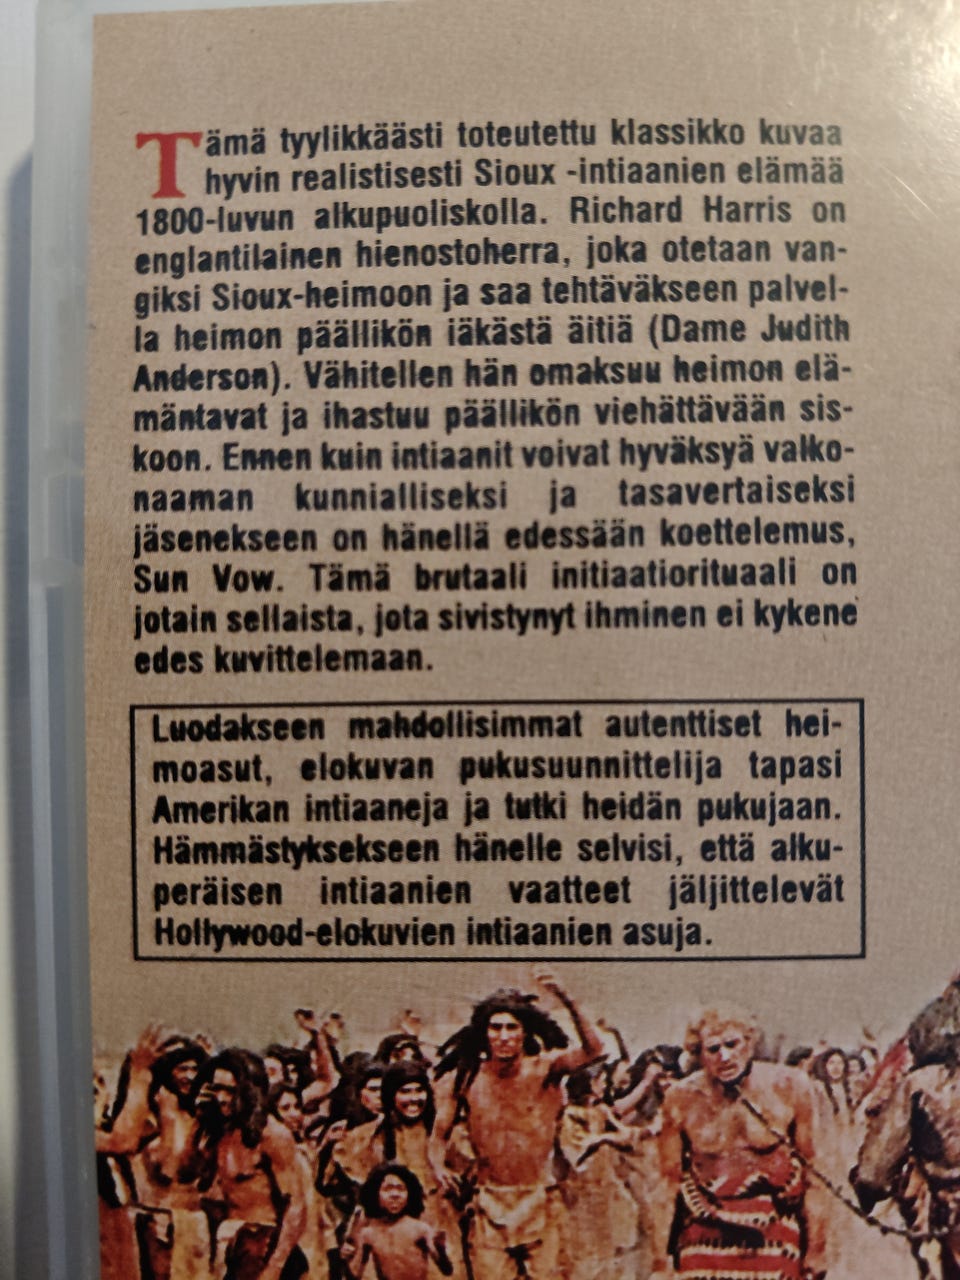 Tämä tyylikkäästi toteutettu klassikko kuvaa
hyvin realistisesti Sioux -intiaanien elämää
1800-luvun alkupuoliskolla. Richard Harris on
englantilainen hienostoherra, joka otetaan van-
giksi Sioux-heimoon ja saa tehtäväkseen palvel-
la heimon päällikön iäkästä äitiä (Dame Judith
Anderson). Vähitellen hän omaksuu heimon elä-
mäntavat ja ihastuu päällikön viehättävään sis-
koon. Ennen kuin intiaanit voivat hyväksyä valko-
naaman kunnialliseksi ja tasavertaiseksi
jäsenekseen on hänellä edessään koettelemus,
Sun Vow. Tämä brutaali initiaatiorituaali on
jotain sellaista, jota sivistynyt ihminen ei kykene
edes kuvittelemaan.
Luodakseen mahdollisimmat autenttiset hei-
moasut, elokuvan pukusuunnittelija tapasi
Amerikan intiaaneja ja tutki heidän pukujaan.
Hämmästyksekseen hänelle selvisi, että alku-
peräisen intiaanien vaatteet jäljittelevät
Hollywood-elokuvien intiaanien asuja.